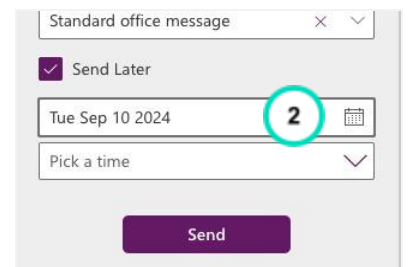 Standard office message
Send Later
Tue Sep 10 2024 2
Pick a time
Send